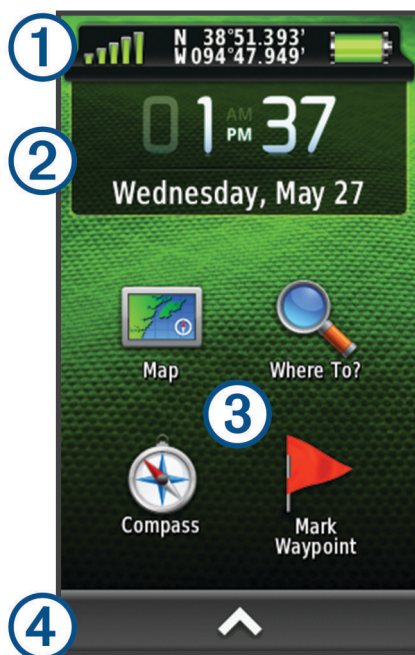 1
N 38°51.393'
W 094°47.949'
2
01 AM PM 37
Wednesday, May 27
Map
Where To?
3
Compass
Mark
Waypoint
4